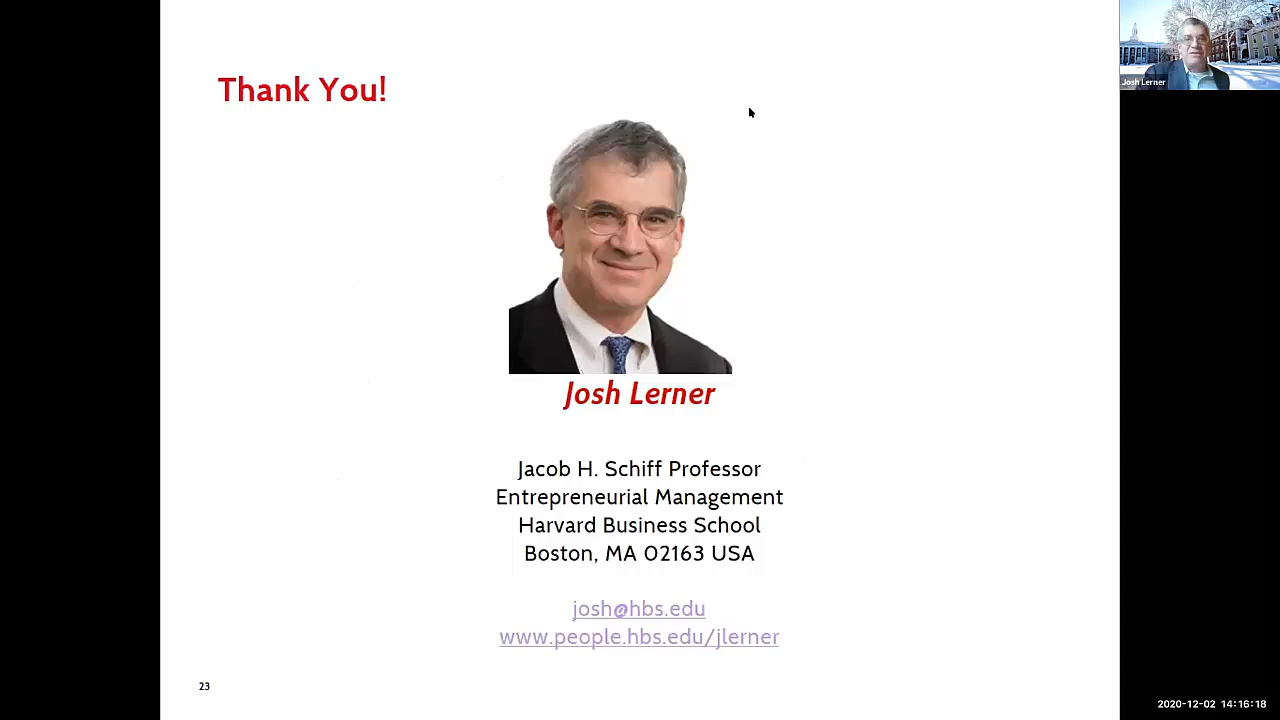 Thank You!
Josh Lerner
Josh Lerner
Jacob H. Schiff Professor
Entrepreneurial Management
Harvard Business School
Boston, MA 02163 USA
josh@hbs.edu
www.people.hbs.edu/jlerner
23
2020-12-02 14:16:18